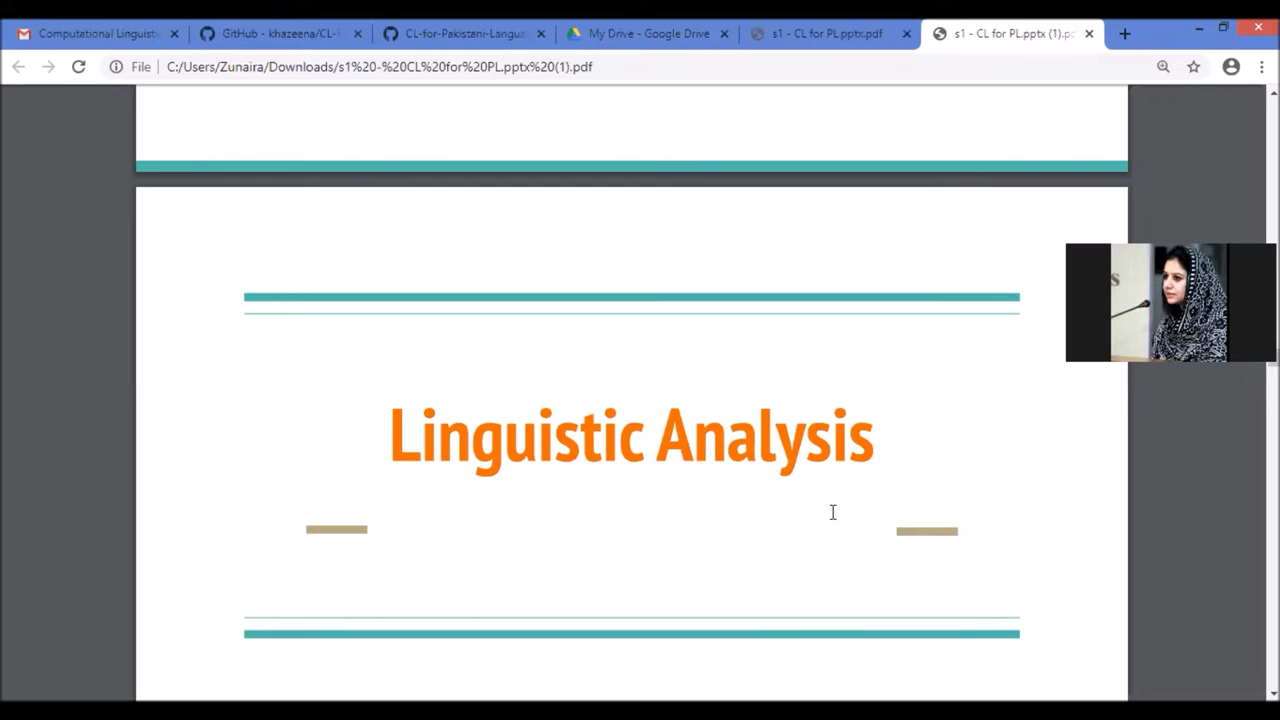 Computational Linguisti
GitHub - khazeena/CL-
CL-for-Pakistani-Langua
My Drive - Google Drive
s1 - CL for PL.pptx.pdf
s1 - CL for PL.pptx (1).pc
File
C:/Users/Zunaira/Downloads/s1%20-%20CL%20for%20PL.pptx%20(1).pdf
s
Linguistic Analysis